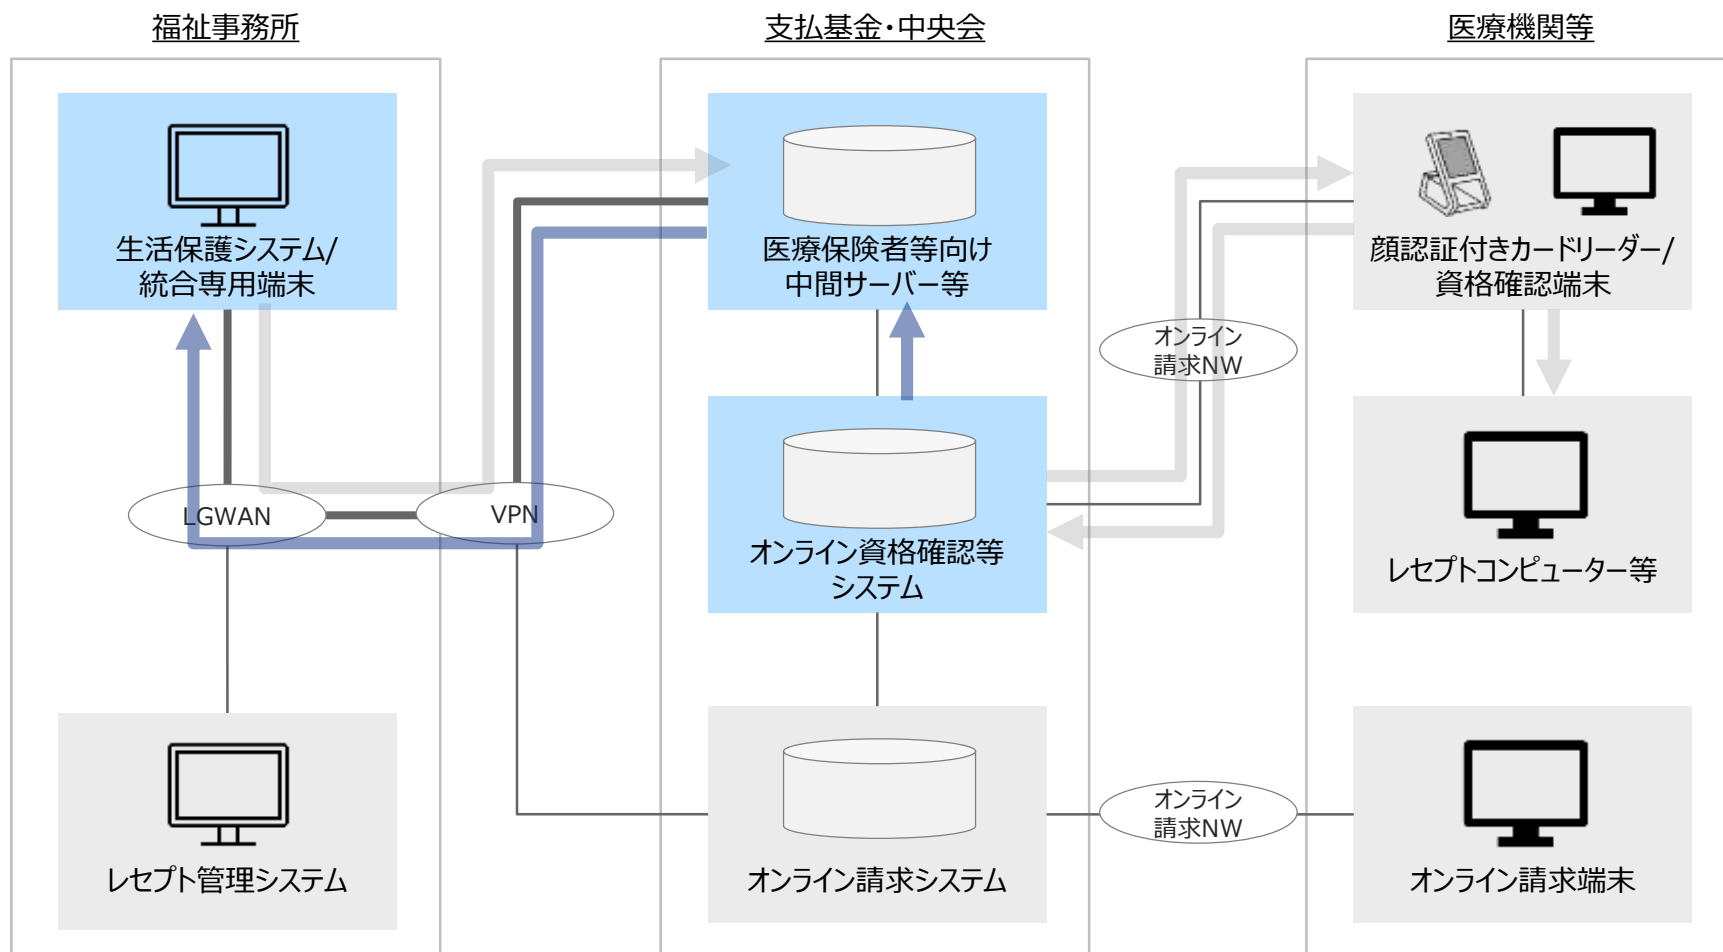 福祉事務所
支払基金・中央会
医療機関等
生活保護システム/
統合専用端末
医療保険者等向け
中間サーバー等
顔認証付きカードリーダー/
資格確認端末
オンライン
請求NW
LGWAN
VPN
オンライン資格確認等
システム
レセプトコンピューター等
オンライン
請求NW
レセプト管理システム
オンライン請求システム
オンライン請求端末